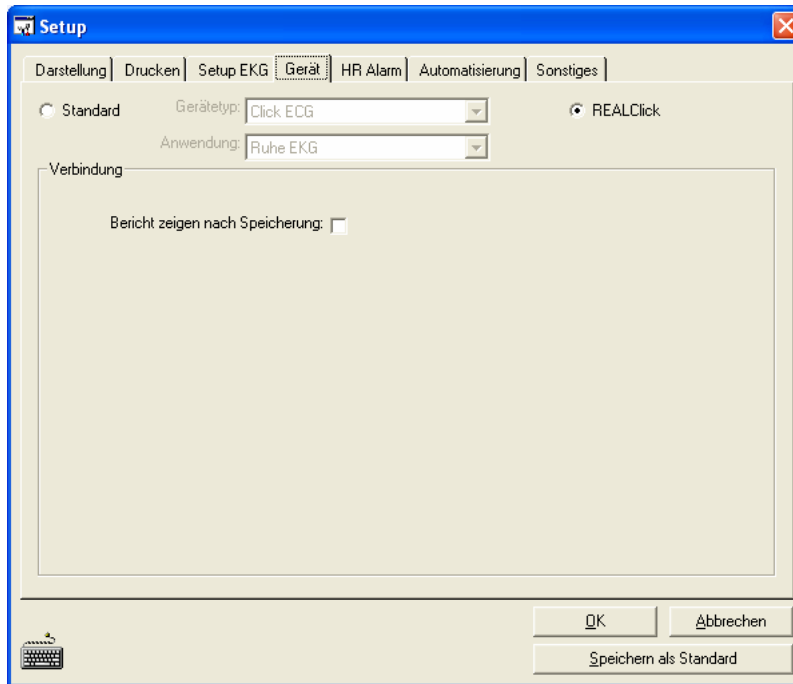 Setup
Darstellung Drucken Setup EKG Gerät HR Alarm Automatisierung Sonstiges
Standard Gerätetyp: Click ECG REALClick
Anwendung: Ruhe EKG
Verbindung
Bericht zeigen nach Speicherung:
OK Abbrechen
Speichern als Standard